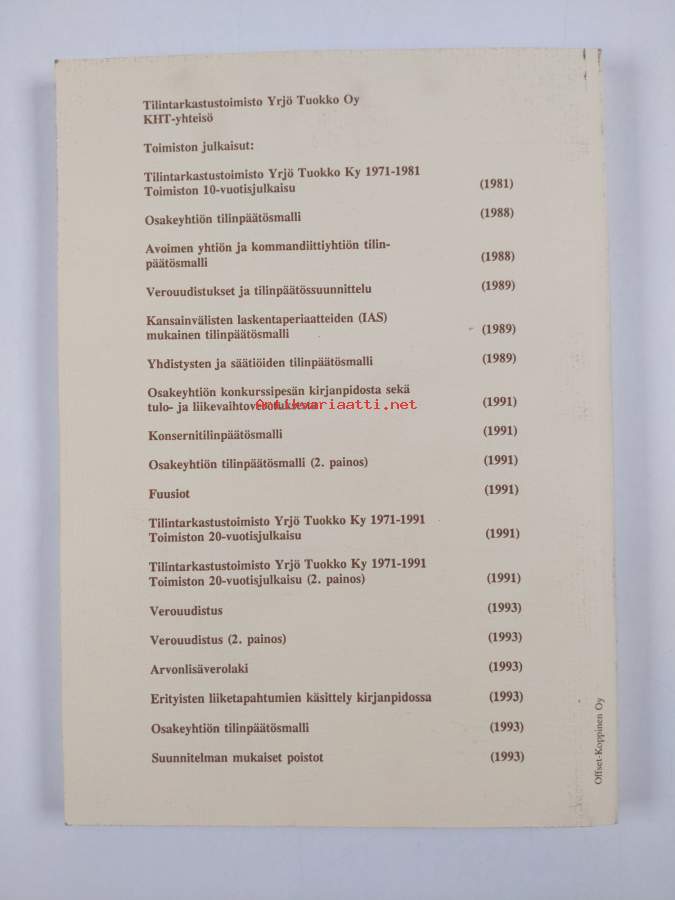 Tilintarkastustoimisto Yrjö Tuokko Oy
KHT-yhteisö
Toimiston julkaisut:
Tilintarkastustoimisto Yrjö Tuokko Ky 1971-1981
Toimiston 10-vuotisjulkaisu (1981)
Osakeyhtiön tilinpäätösmalli (1988)
Avoimen yhtiön ja kommandiittiyhtiön tilin-
päätösmalli (1988)
Verouudistukset ja tilinpäätössuunnittelu (1989)
Kansainvälisten laskentaperiaatteiden (IAS)
mukainen tilinpäätösmalli (1989)
Yhdistysten ja säätiöiden tilinpäätösmalli (1989)
Osakeyhtiön konkurssipesän kirjanpidosta sekä
tulo- ja liikevaihtoverotuksesta (1991)
Antikvariaatti.net
Konsernitilinpäätösmalli (1991)
Osakeyhtiön tilinpäätösmalli (2. painos) (1991)
Fuusiot (1991)
Tilintarkastustoimisto Yrjö Tuokko Ky 1971-1991
Toimiston 20-vuotisjulkaisu (1991)
Tilintarkastustoimisto Yrjö Tuokko Ky 1971-1991
Toimiston 20-vuotisjulkaisu (2. painos) (1991)
Verouudistus (1993)
Verouudistus (2. painos) (1993)
Arvonlisäverolaki (1993)
Erityisten liiketapahtumien käsittely kirjanpidossa (1993)
Osakeyhtiön tilinpäätösmalli (1993)
Suunnitelman mukaiset poistot (1993)
Offset-Koppinen Oy